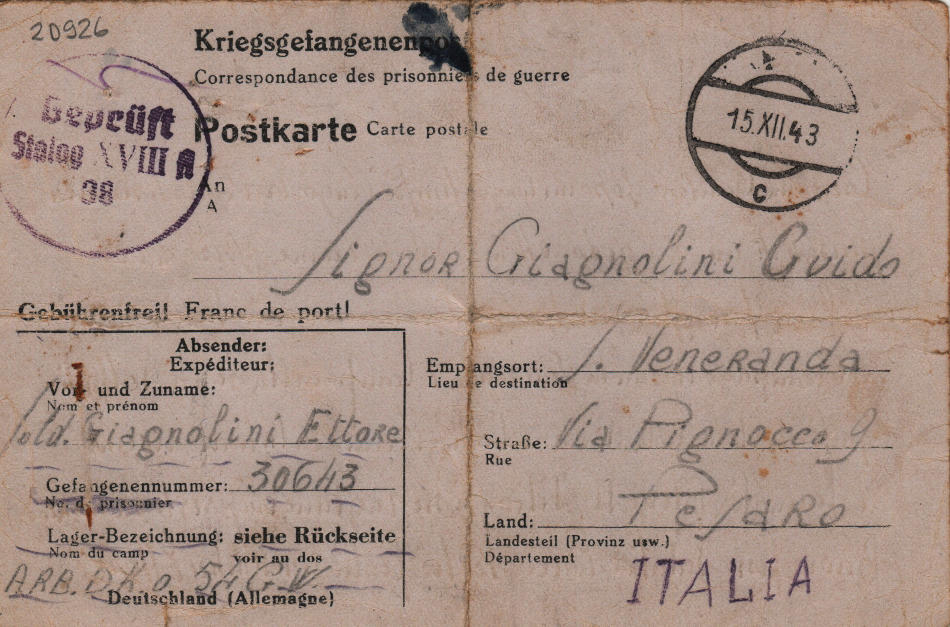 20926
Kriegsgefangenenpost
Correspondance des prisonniers de guerre
Geprüft
Stalag XVIII A
98
15.XII.43
c
Postkarte Carte postale
An
A
Signor Giagnolini Guido
Gebührenfrei! Franc de port!
Absender:
Expéditeur:
Vor- und Zuname:
Nom et prénom
Sold. Giagnolini Ettore
Gefangenennummer: 30643
No. du prisonnier
Lager-Bezeichnung: siehe Rückseite
Nom du camp voir au dos
ARB. D.K.o. 54 G.W.
Deutschland (Allemagne)
Empfangsort: S. Veneranda
Lieu de destination
Straße: Via Pignocco 9
Rue
Land: Pesaro
Landesteil (Provinz usw.)
Département
ITALIA